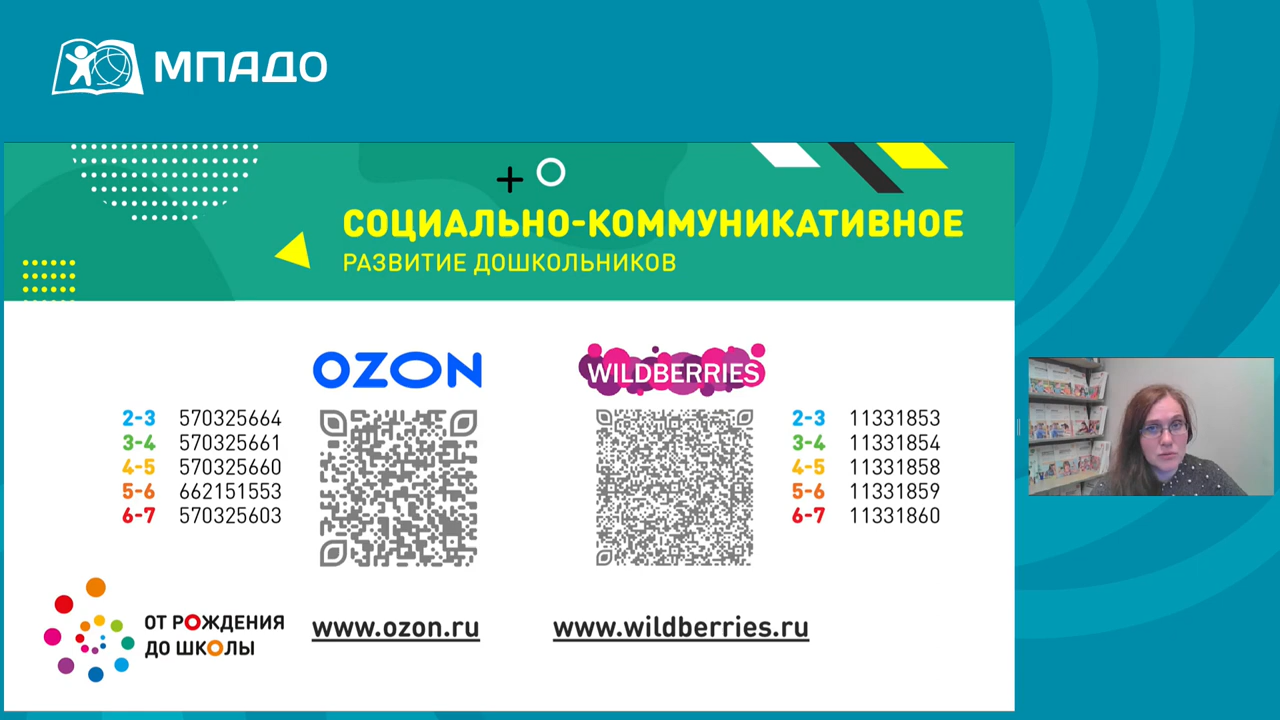 МПАДО
СОЦИАЛЬНО-КОММУНИКАТИВНОЕ
РАЗВИТИЕ ДОШКОЛЬНИКОВ
OZON
2-3 570325664
3-4 570325661
4-5 570325660
5-6 662151553
6-7 570325603
WILDBERRIES
2-3 11331853
3-4 11331854
4-5 11331858
5-6 11331859
6-7 11331860
ОТ РОЖДЕНИЯ
ДО ШКОЛЫ
www.ozon.ru
www.wildberries.ru